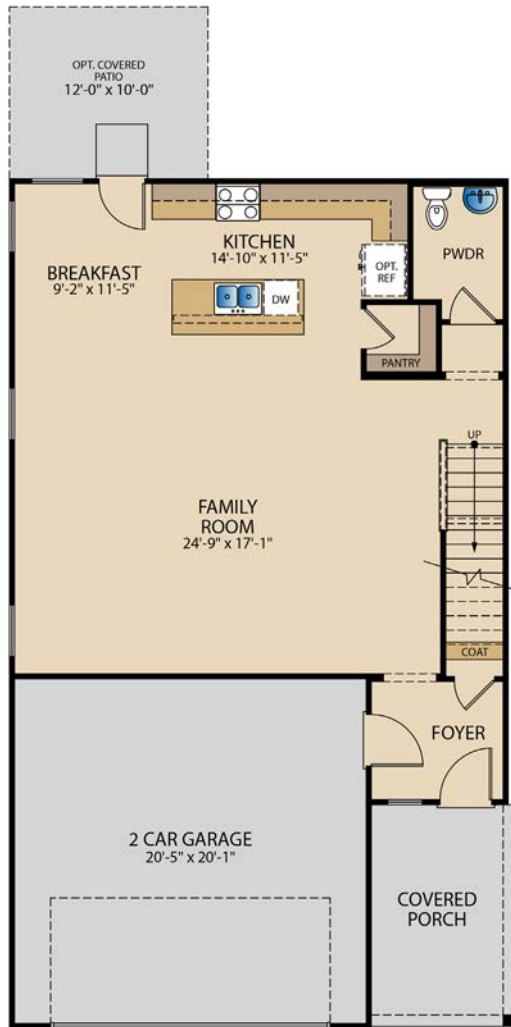 OPT. COVERED
PATIO
12'-0" x 10'-0"
KITCHEN
14'-10" x 11'-5"
BREAKFAST
9'-2" x 11'-5"
OPT.
REF
PWDR
DW
PANTRY
UP
FAMILY
ROOM
24'-9" x 17'-1"
COAT
FOYER
2 CAR GARAGE
20'-5" x 20'-1"
COVERED
PORCH